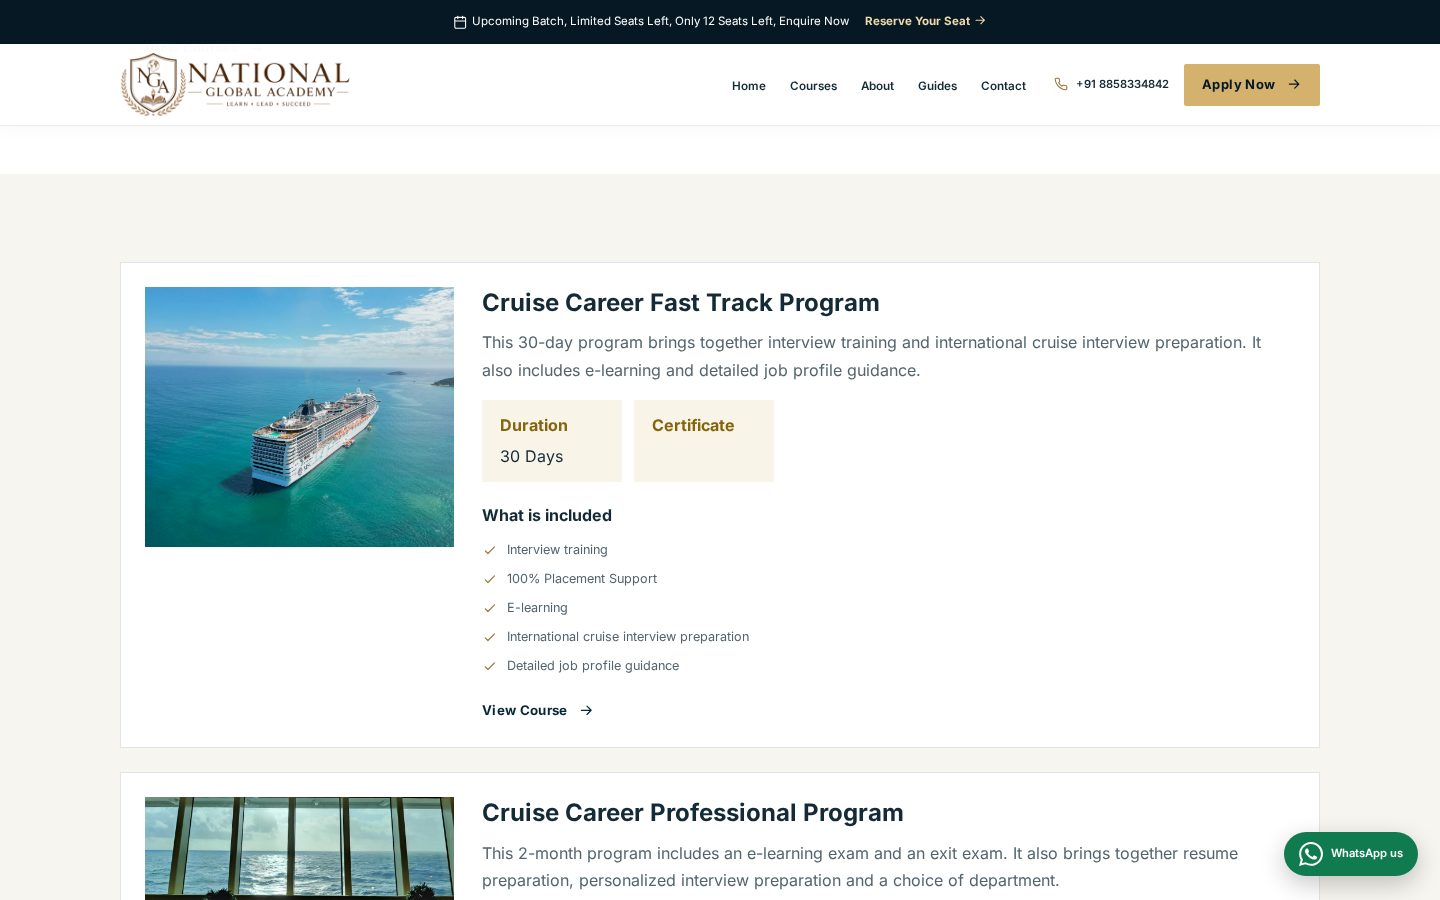 Upcoming Batch, Limited Seats Left, Only 12 Seats Left, Enquire Now Reserve Your Seat
NGA
NATIONAL
GLOBAL ACADEMY
LEARN • LEAD • SUCCEED
Home Courses About Guides Contact +91 8858334842 Apply Now
Cruise Career Fast Track Program
This 30-day program brings together interview training and international cruise interview preparation. It
also includes e-learning and detailed job profile guidance.
Duration Certificate
30 Days
What is included
Interview training
100% Placement Support
E-learning
International cruise interview preparation
Detailed job profile guidance
View Course
Cruise Career Professional Program
This 2-month program includes an e-learning exam and an exit exam. It also brings together resume
preparation, personalized interview preparation and a choice of department.
WhatsApp us